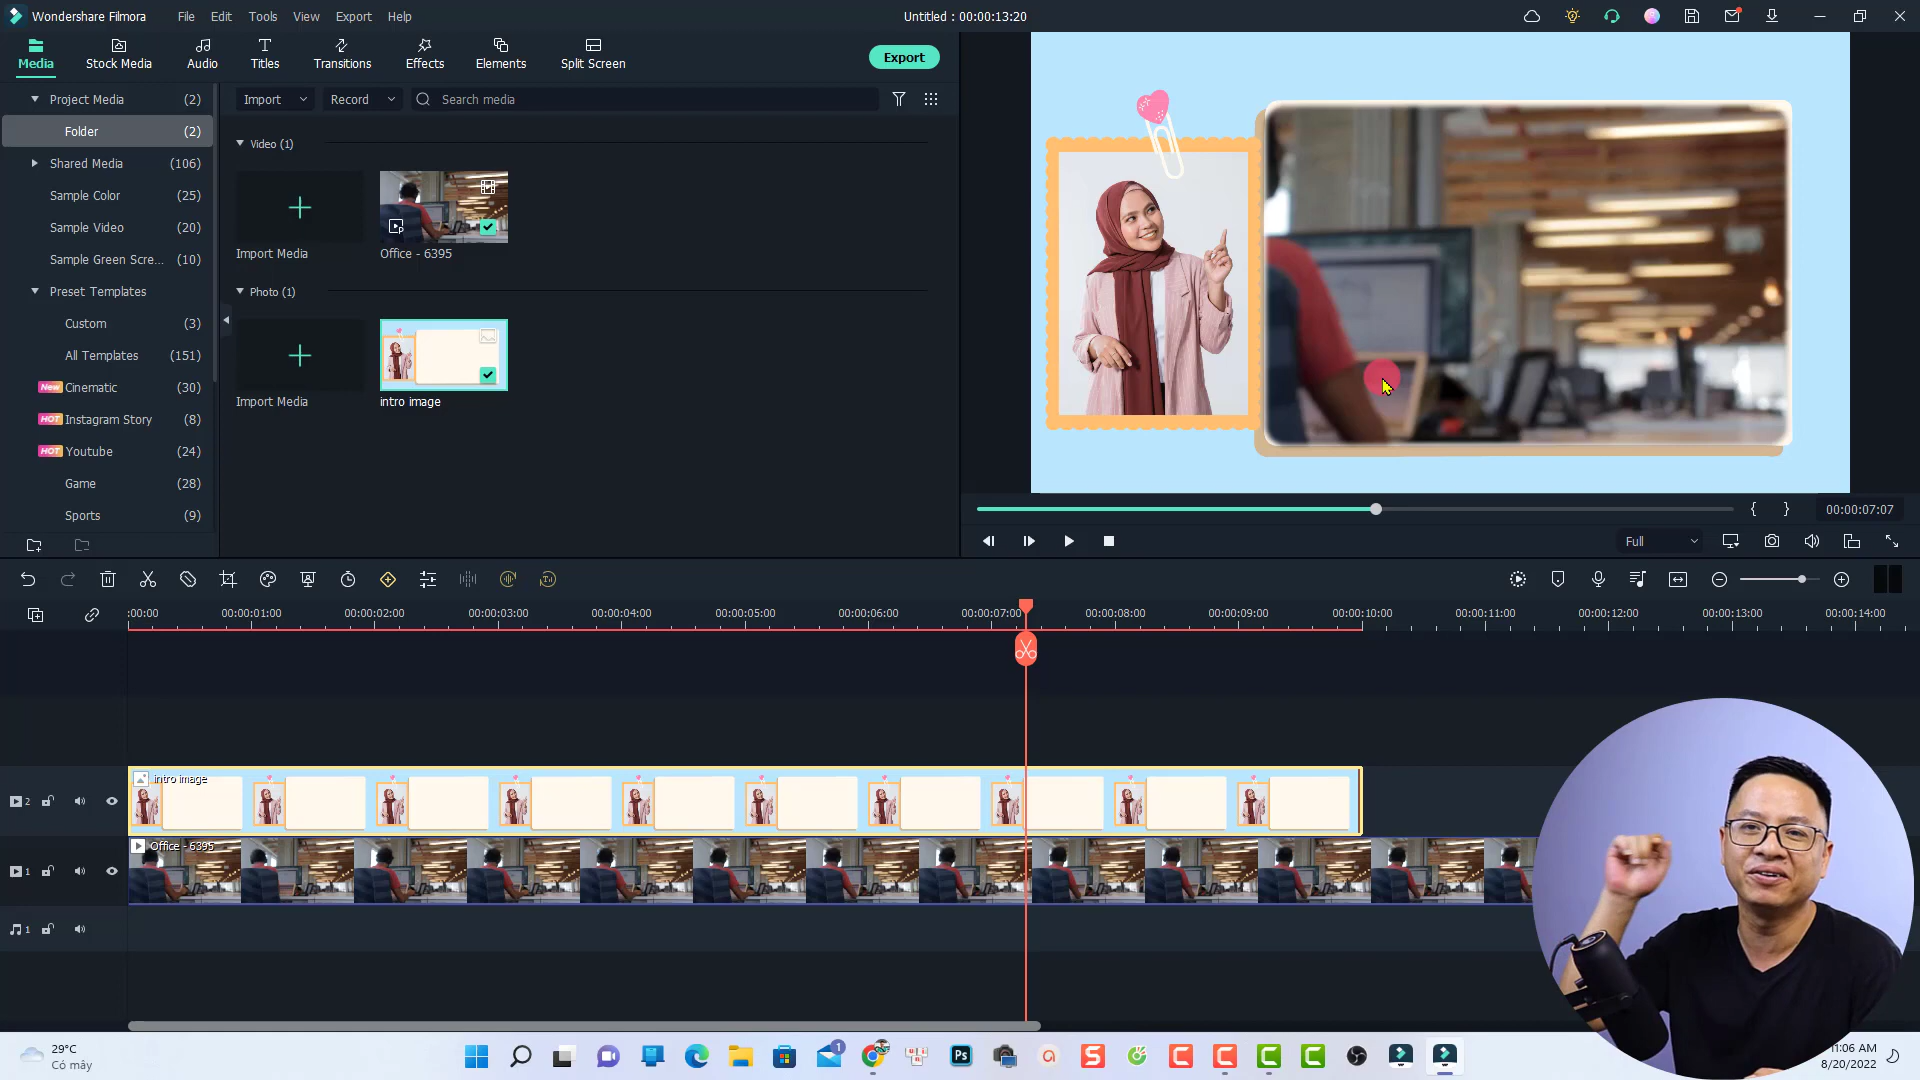 Wondershare Filmora File Edit Tools View Export Help Untitled : 00:00:13:20
Media Stock Media Audio Titles Transitions Effects Elements Split Screen Export
Project Media (2)
Folder (2)
Shared Media (106)
Sample Color (25)
Sample Video (20)
Sample Green Scre... (10)
Preset Templates
Custom (3)
All Templates (151)
New Cinematic (30)
HOT Instagram Story (8)
HOT Youtube (24)
Game (28)
Sports (9)
Import Record Search media
Video (1)
Import Media Office - 6395
Photo (1)
Import Media intro image
{ } 00:00:07:07
Full
:00:00 00:00:01:00 00:00:02:00 00:00:03:00 00:00:04:00 00:00:05:00 00:00:06:00 00:00:07:00 00:00:08:00 00:00:09:00 00:00:10:00 00:00:11:00 00:00:12:00 00:00:13:00 00:00:14:00
2 intro image
1 Office - 6395
1
29°C
Có mây
1
Ps
11:06 AM
8/20/2022